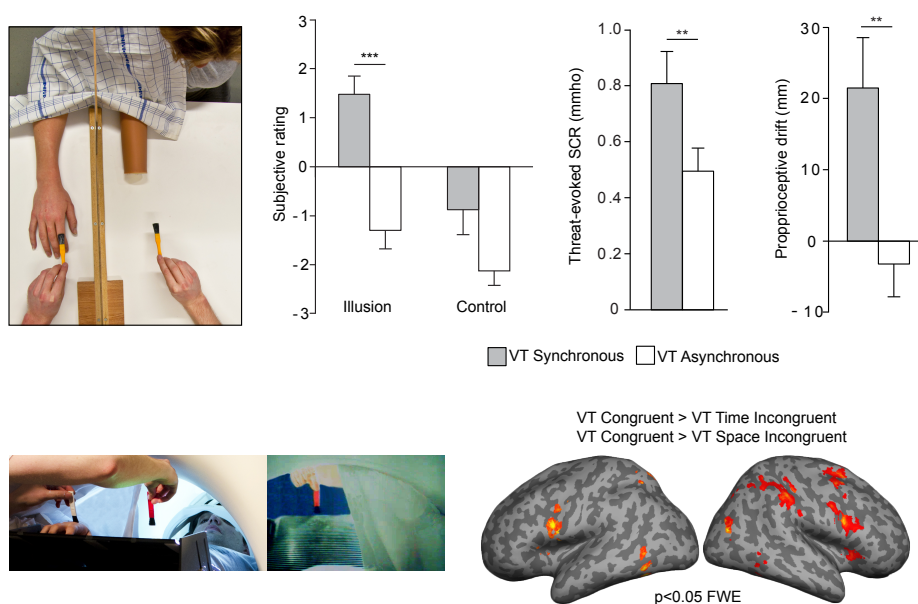 3
2
1
0
-1
-2
-3
Subjective rating
***
Illusion
Control
1.0
0.8
0.6
0.4
0.2
0
Threat-evoked SCR (mmho)
**
30
20
10
0
- 10
Propprioceptive drift (mm)
**
VT Synchronous
VT Asynchronous
VT Congruent > VT Time Incongruent
VT Congruent > VT Space Incongruent
p<0.05 FWE